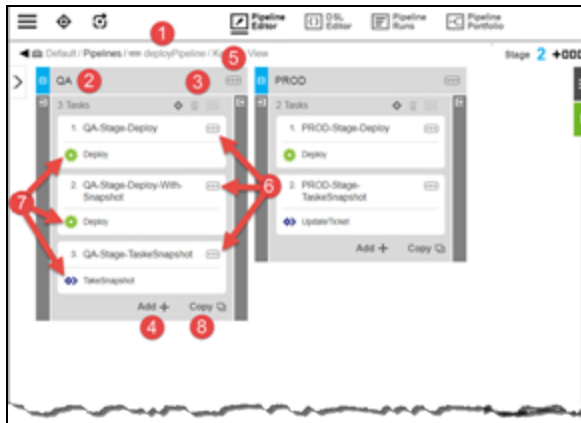 Pipeline Editor
DSL Editor
Pipeline Runs
Pipeline Portfolio
1
Default / Pipelines / deployPipeline / View
Stage 2
5
QA 2 3
PROD
3 Tasks
2 Tasks
1. QA-Stage-Deploy
Deploy
2. QA-Stage-Deploy-With-
Snapshot
Deploy
3. QA-Stage-TaskeSnapshot
TakeSnapshot
Add + Copy
1. PROD-Stage-Deploy
Deploy
2. PROD-Stage-
TaskeSnapshot
UpdateTicket
Add + Copy
6
7
4
8